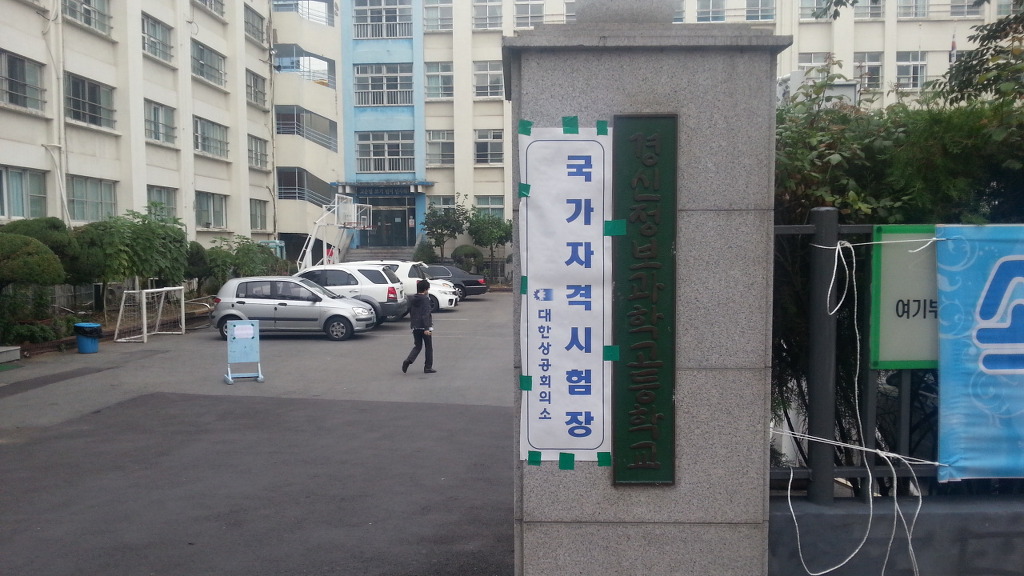 국가자격시험장
대한상공회의소
경신정보과학고등학교
여기부